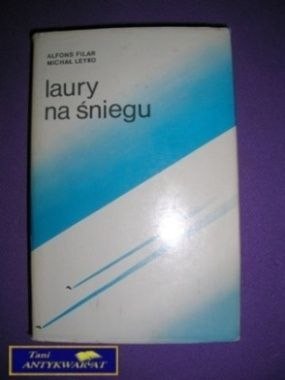 ALFONS FILAR
MICHAŁ LEYKO
laury
na śniegu
Tani
ANTYKWARIAT